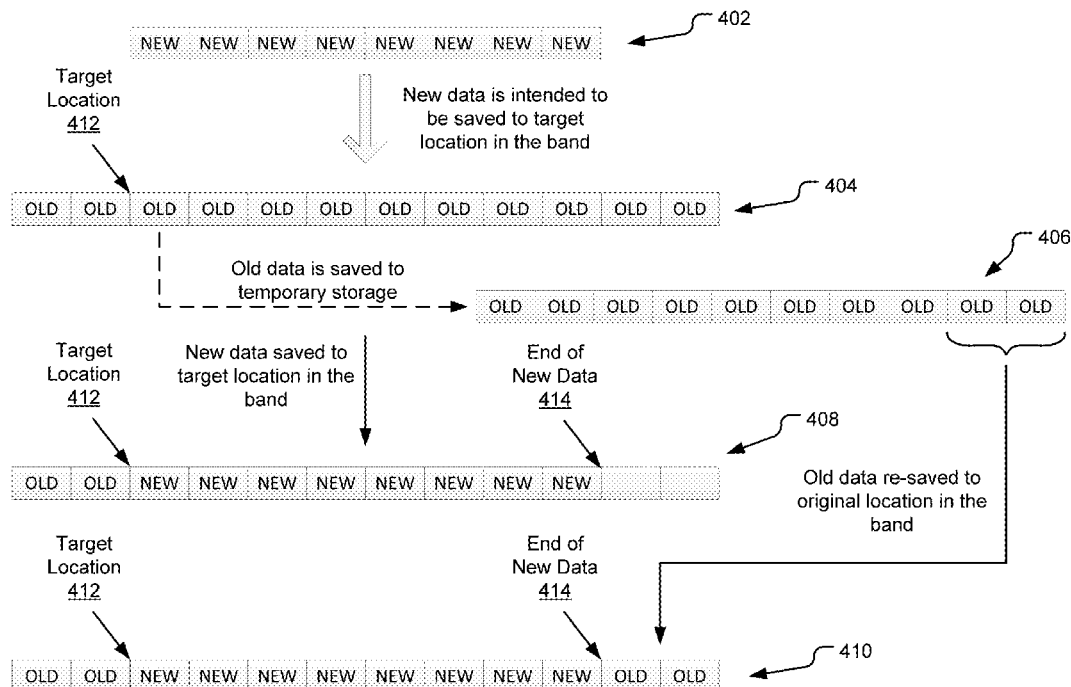 402
NEW NEW NEW NEW NEW NEW NEW NEW
Target
Location
412
New data is intended to
be saved to target
location in the band
404
OLD OLD OLD OLD OLD OLD OLD OLD OLD OLD OLD OLD
406
Old data is saved to
temporary storage
OLD OLD OLD OLD OLD OLD OLD OLD OLD OLD
Target
Location
412
New data saved to
target location in the
band
End of
New Data
414
408
OLD OLD NEW NEW NEW NEW NEW NEW NEW NEW
Old data re-saved to
original location in the
band
Target
Location
412
End of
New Data
414
410
OLD OLD NEW NEW NEW NEW NEW NEW NEW NEW OLD OLD